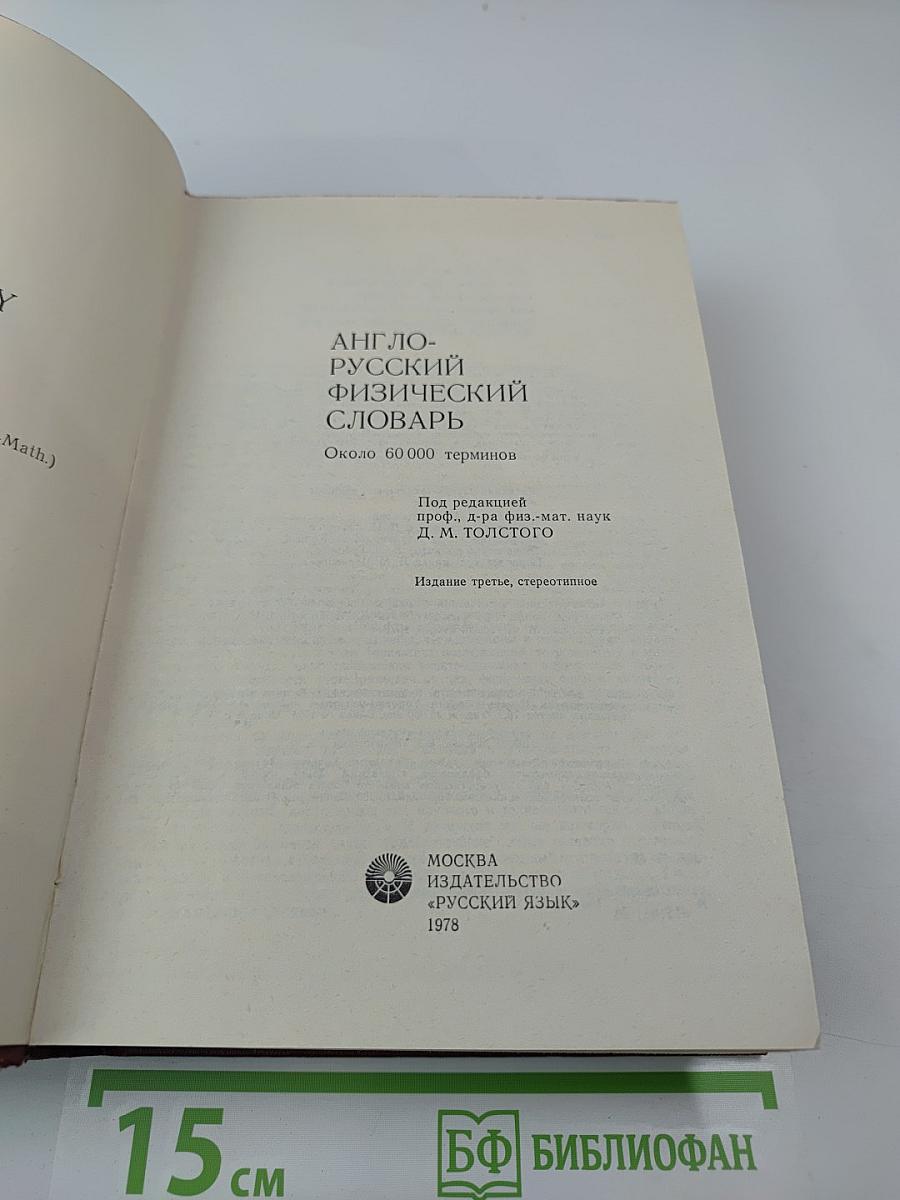 Y
-Math.)
АНГЛО-
РУССКИЙ
ФИЗИЧЕСКИЙ
СЛОВАРЬ
Около 60 000 терминов
Под редакцией
проф., д-ра физ.-мат. наук
Д. М. ТОЛСТОГО
Издание третье, стереотипное
МОСКВА
ИЗДАТЕЛЬСТВО
«РУССКИЙ ЯЗЫК»
1978
15 см
БФ БИБЛИОФАН